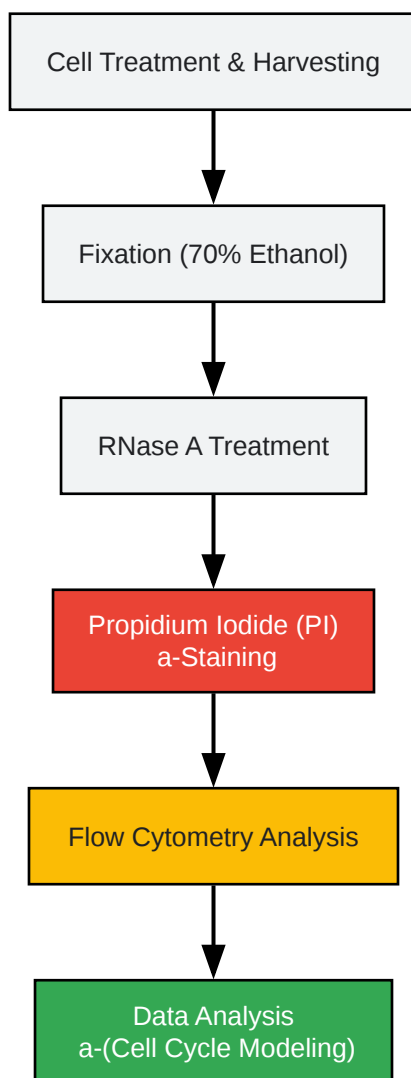 Cell Treatment & Harvesting
Fixation (70% Ethanol)
RNase A Treatment
Propidium Iodide (PI)
a-Staining
Flow Cytometry Analysis
Data Analysis
a-(Cell Cycle Modeling)